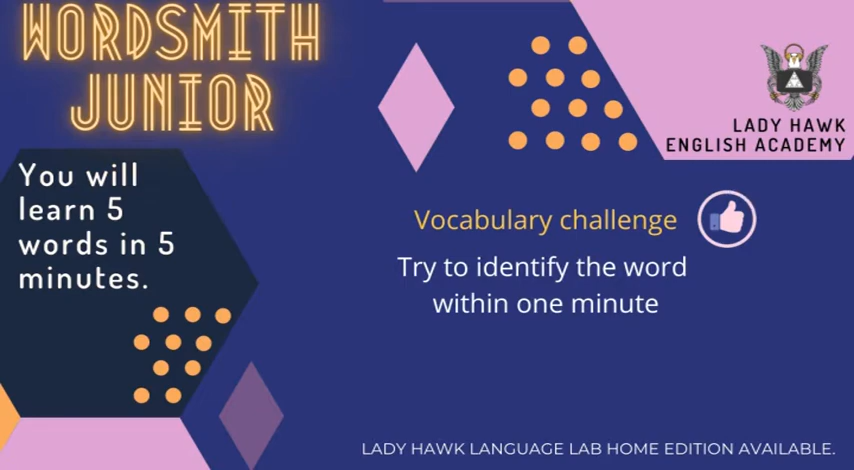 WORDSMITH
JUNIOR
You will
learn 5
words in 5
minutes.
LADY HAWK
ENGLISH ACADEMY
Vocabulary challenge
Try to identify the word
within one minute
LADY HAWK LANGUAGE LAB HOME EDITION AVAILABLE.